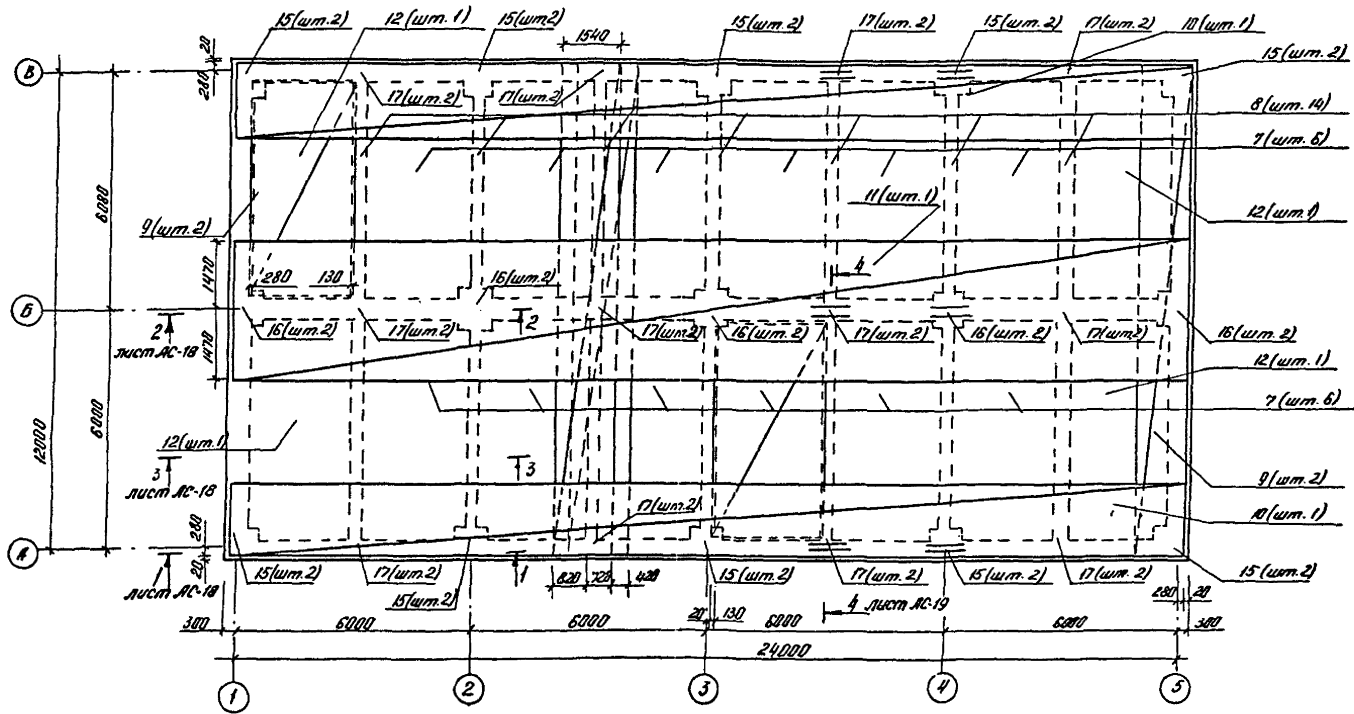 15(шт.2) 12(шт.1) 15(шт2) 1540 15(шт.2) 17(шт.2) 15(шт.2) 17(шт.2) 10(шт.1)
15(шт.2)
20
В
280
17(шт.2) 17(шт.2)
8(шт.14)
7(шт.6)
11(шт.1)
12(шт.1)
9(шт.2)
6080
1470
280 130 16(шт.2) 4
Б
2 16(шт.2) 17(шт.2) 2 17(шт.2) 16(шт.2) 17(шт.2) 16(шт.2) 17(шт.2) 16(шт.2)
лист АС-18
1470
12(шт.1)
7(шт.6)
12000
6000
12(шт.1)
3 3
лист АС-18
9(шт.2)
17(шт.2)
10(шт.1)
280
А
20
15(шт.2) 17(шт.2) 1 820 720 420 15(шт.2) 17(шт.2) 15(шт.2) 17(шт.2) 15(шт.2)
лист АС-18
15(шт.2)
4 лист АС-19
280 20
300 6000 6000 20 130 6000 6000 300
24000
1 2 3 4 5